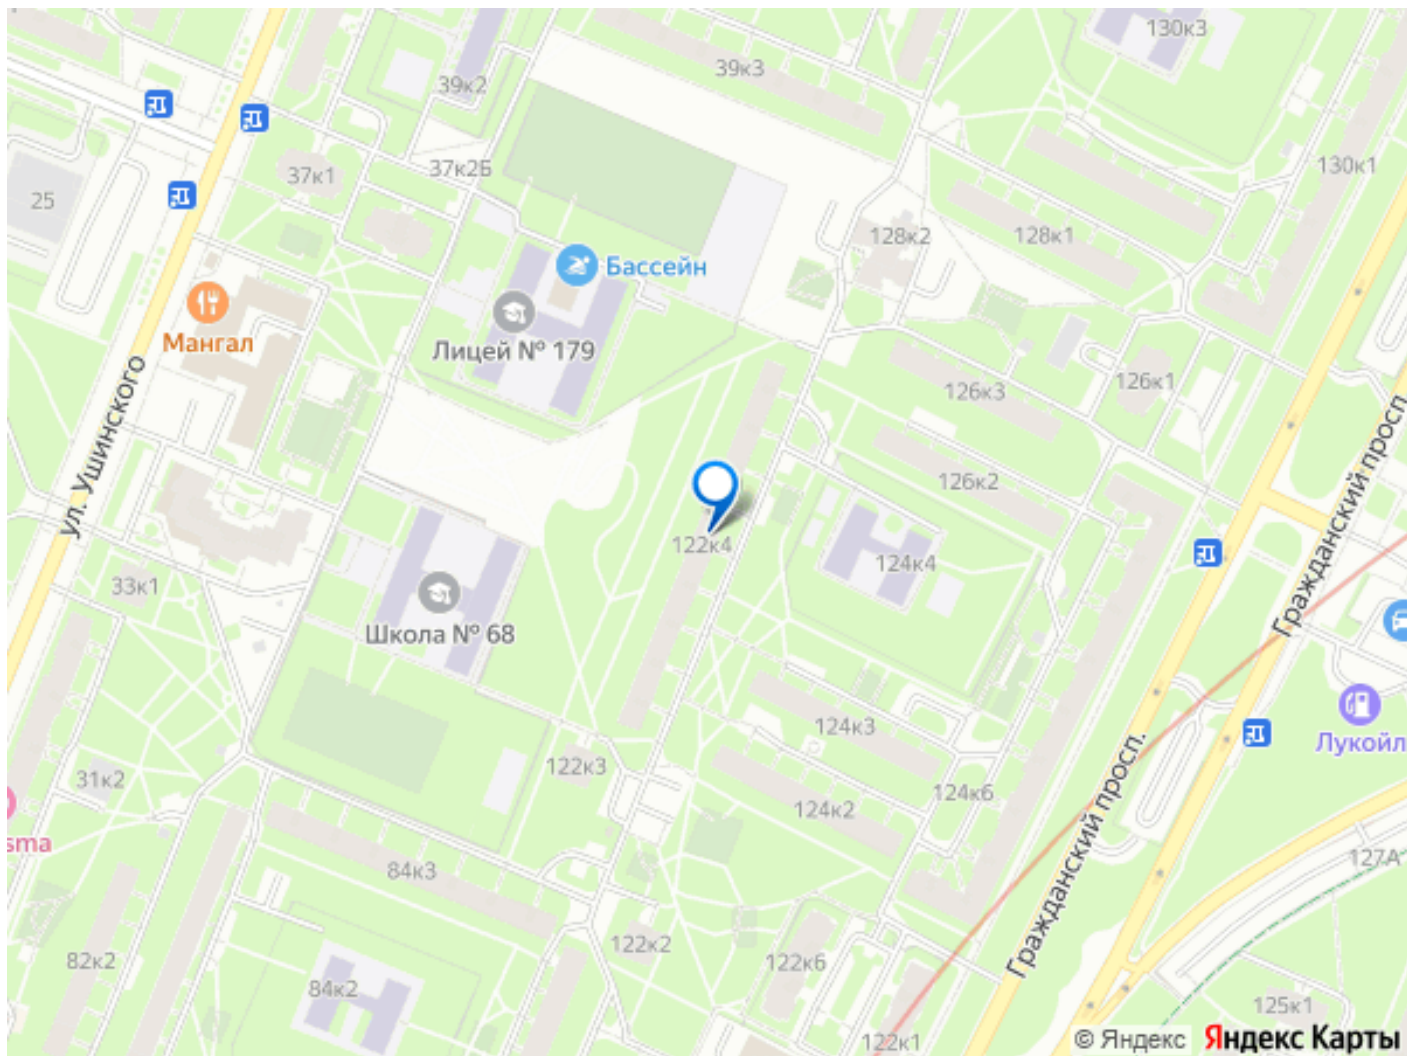 130к3
39к3
39к2
130к1
37к1
37к2Б
25
128к2
128к1
Бассейн
Мангал
Лицей № 179
126к3
126к1
ул. Ушинского
Гражданский просп
126к2
122к4
124к4
33к1
Школа № 68
124к3
Лукойл
122к3
31к2
124к6
124к2
Гражданский просп.
sma
127А
84к3
122к2
82к2
122к6
84к2
125к1
122к1
© Яндекс Яндекс Карты